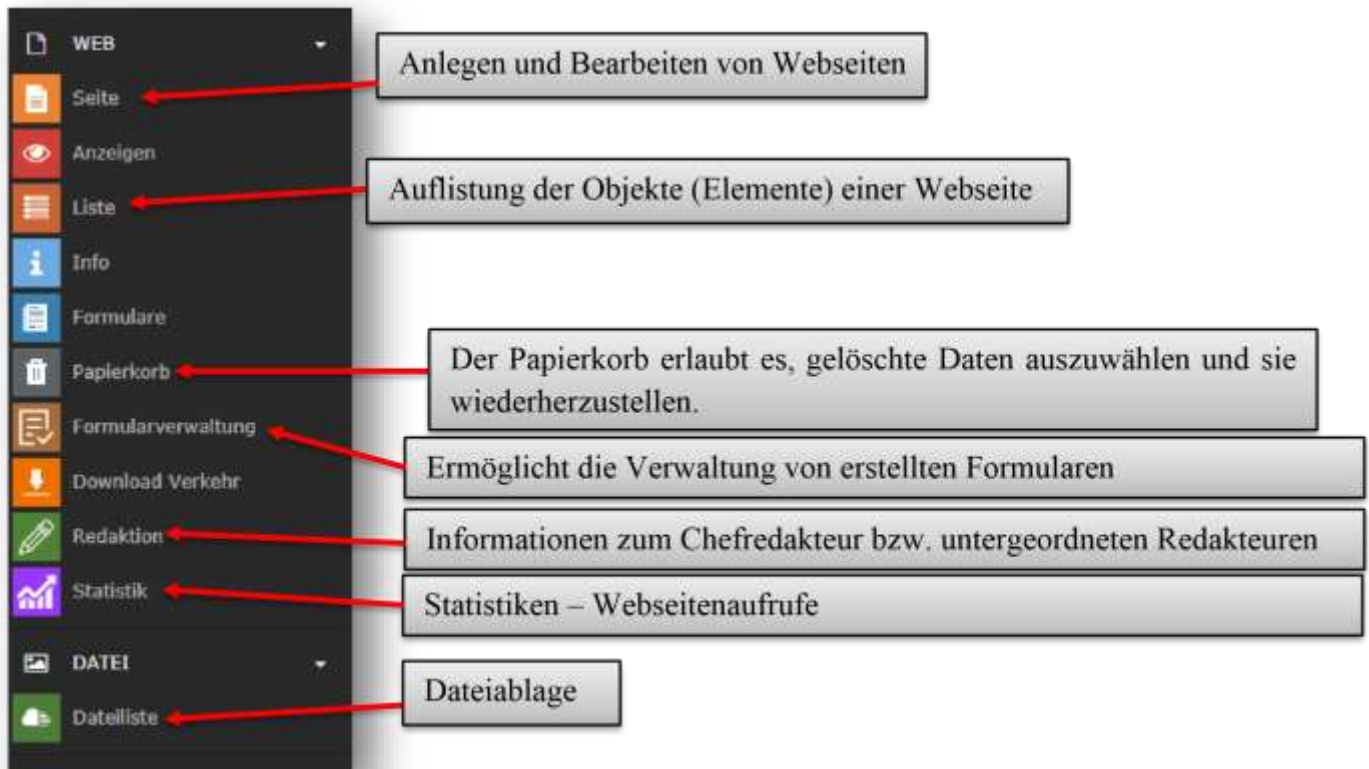 WEB
Anlegen und Bearbeiten von Webseiten
Seite
Anzeigen
Auflistung der Objekte (Elemente) einer Webseite
Liste
Info
Formulare
Der Papierkorb erlaubt es, gelöschte Daten auszuwählen und sie
wiederherzustellen.
Papierkorb
Formularverwaltung
Ermöglicht die Verwaltung von erstellten Formularen
Download Verkehr
Redaktion
Informationen zum Chefredakteur bzw. untergeordneten Redakteuren
Statistik
Statistiken – Webseitenaufrufe
DATEI
Dateiablage
Dateiliste